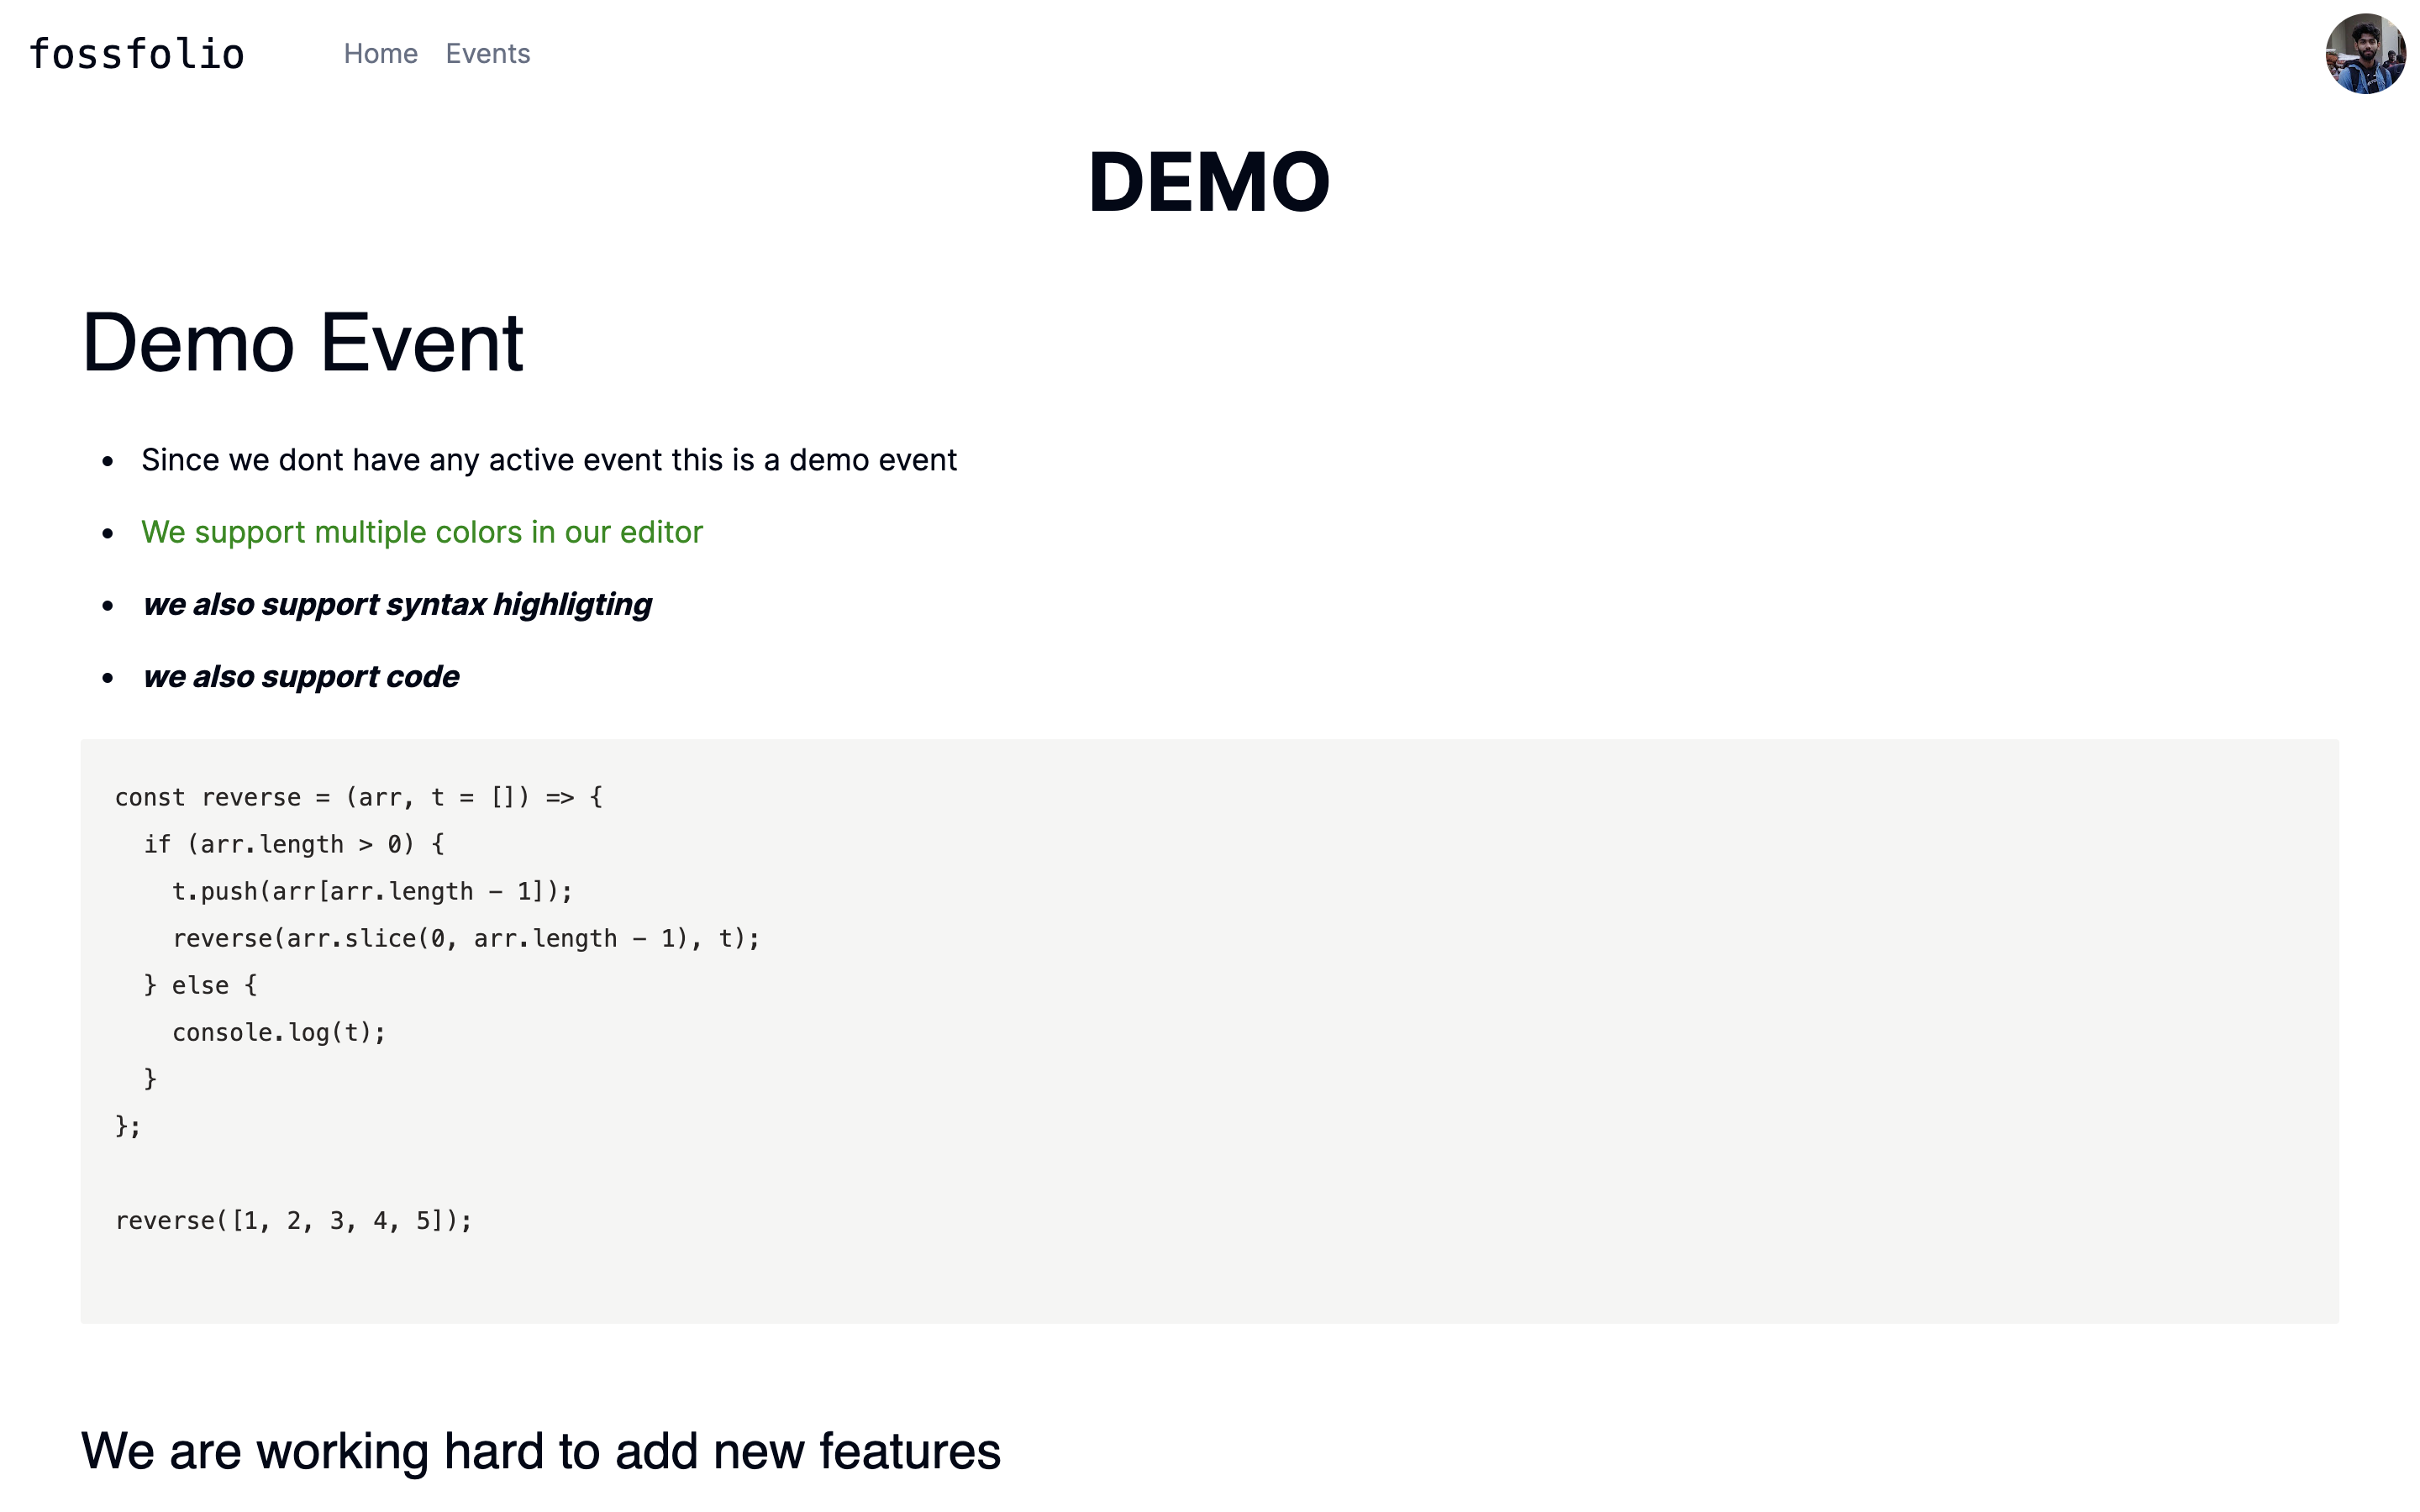 fossfolio
Home Events
DEMO
Demo Event
Since we dont have any active event this is a demo event
We support multiple colors in our editor
we also support syntax highligting
we also support code
const reverse = (arr, t = []) => {
  if (arr.length > 0) {
    t.push(arr[arr.length - 1]);
    reverse(arr.slice(0, arr.length - 1), t);
  } else {
    console.log(t);
  }
};
reverse([1, 2, 3, 4, 5]);
We are working hard to add new features